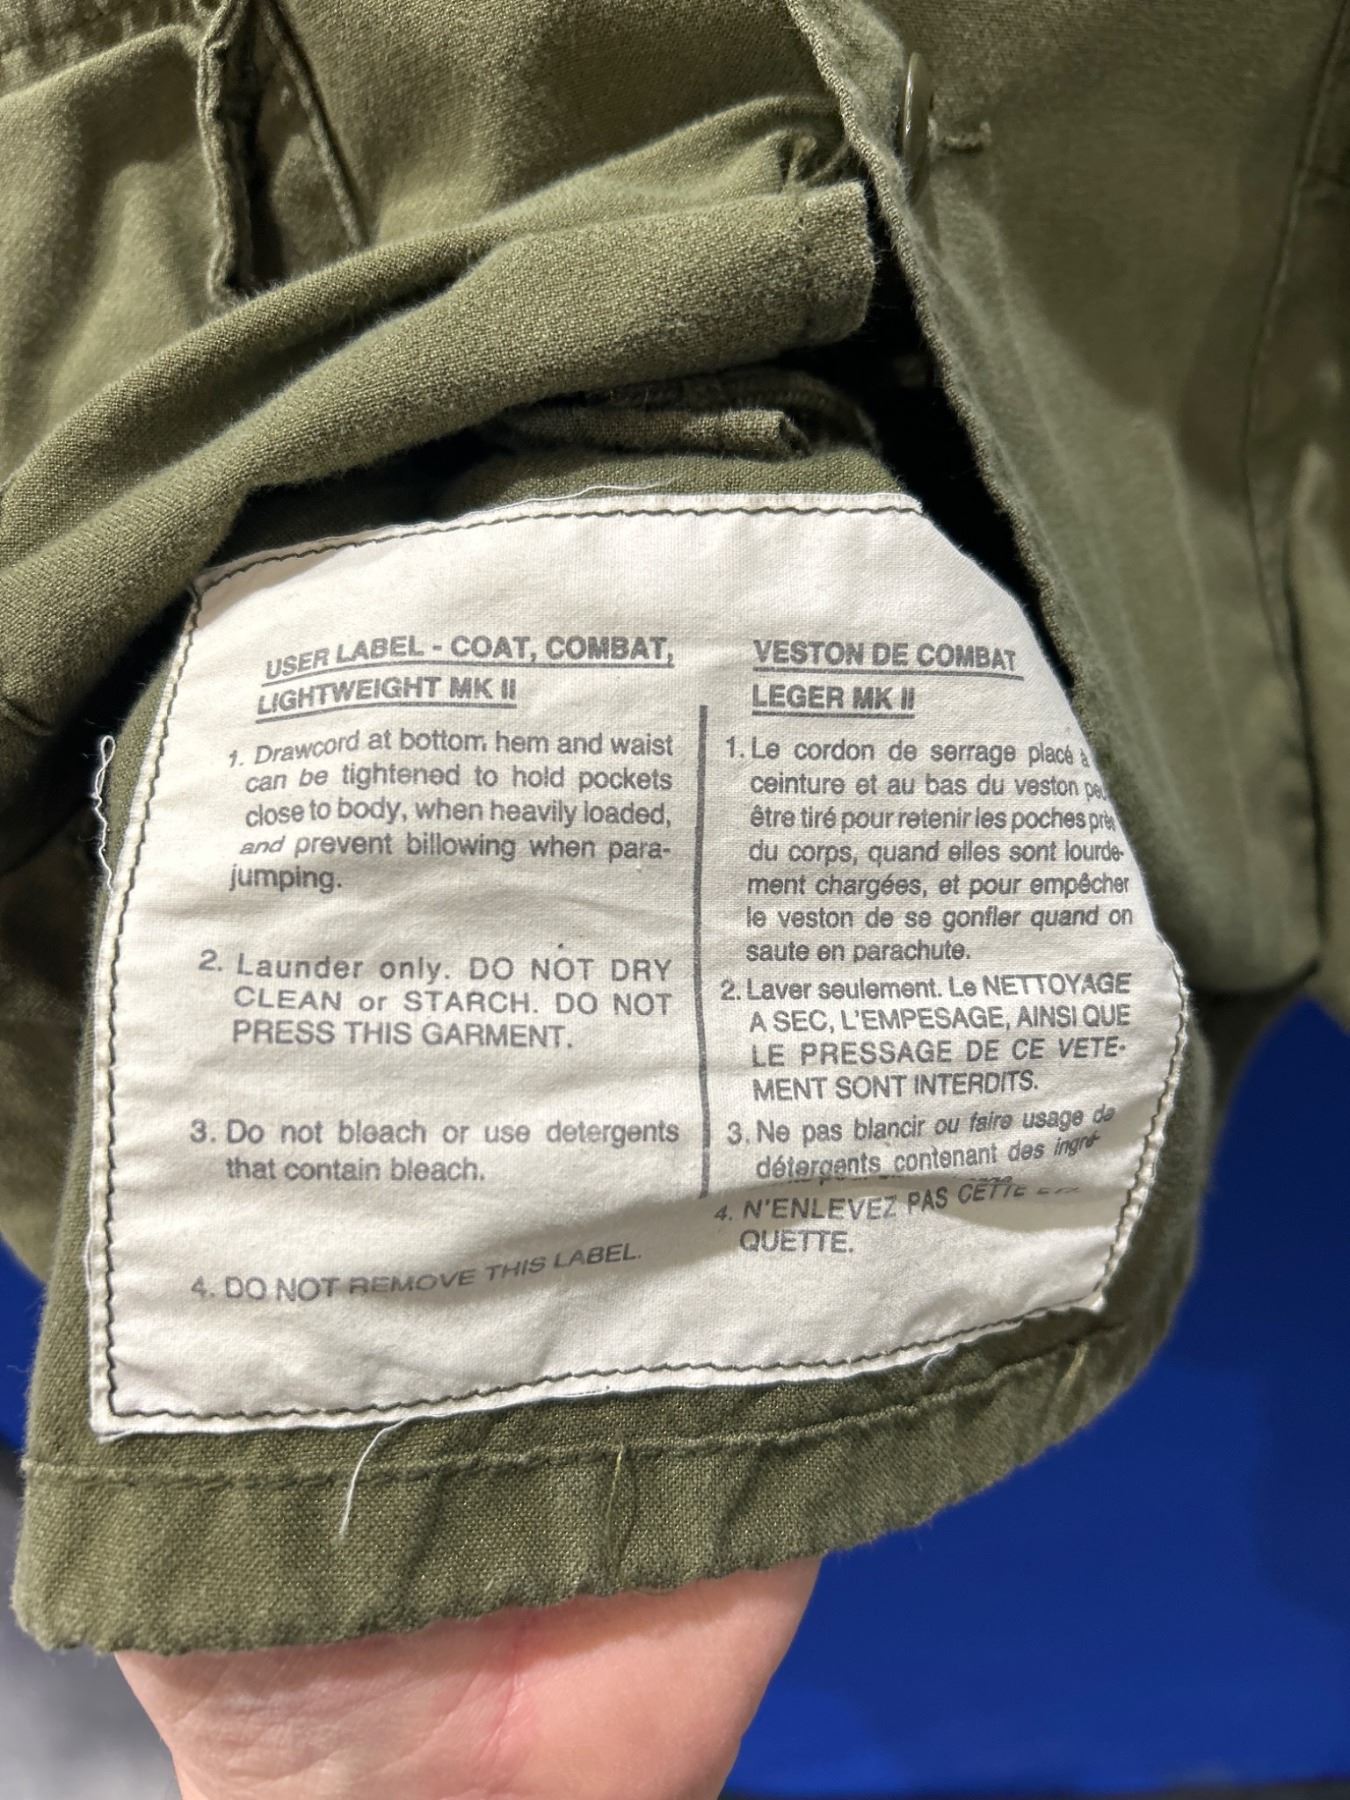 USER LABEL - COAT, COMBAT,
LIGHTWEIGHT MK II
1. Drawcord at bottom hem and waist
can be tightened to hold pockets
close to body, when heavily loaded,
and prevent billowing when para-
jumping.
2. Launder only. DO NOT DRY
CLEAN or STARCH. DO NOT
PRESS THIS GARMENT.
3. Do not bleach or use detergents
that contain bleach.
4. DO NOT REMOVE THIS LABEL.
VESTON DE COMBAT
LEGER MK II
1. Le cordon de serrage placé à
ceinture et au bas du veston
être tiré pour retenir les poches près
du corps, quand elles sont lourde-
ment chargées, et pour empêcher
le veston de se gonfler quand on
saute en parachute.
2. Laver seulement. Le NETTOYAGE
A SEC, L'EMPESAGE, AINSI QUE
LE PRESSAGE DE CE VETE-
MENT SONT INTERDITS.
3. Ne pas blancir ou faire usage de
détergents contenant des ingré-
4. N'ENLEVEZ PAS CETTE
QUETTE.